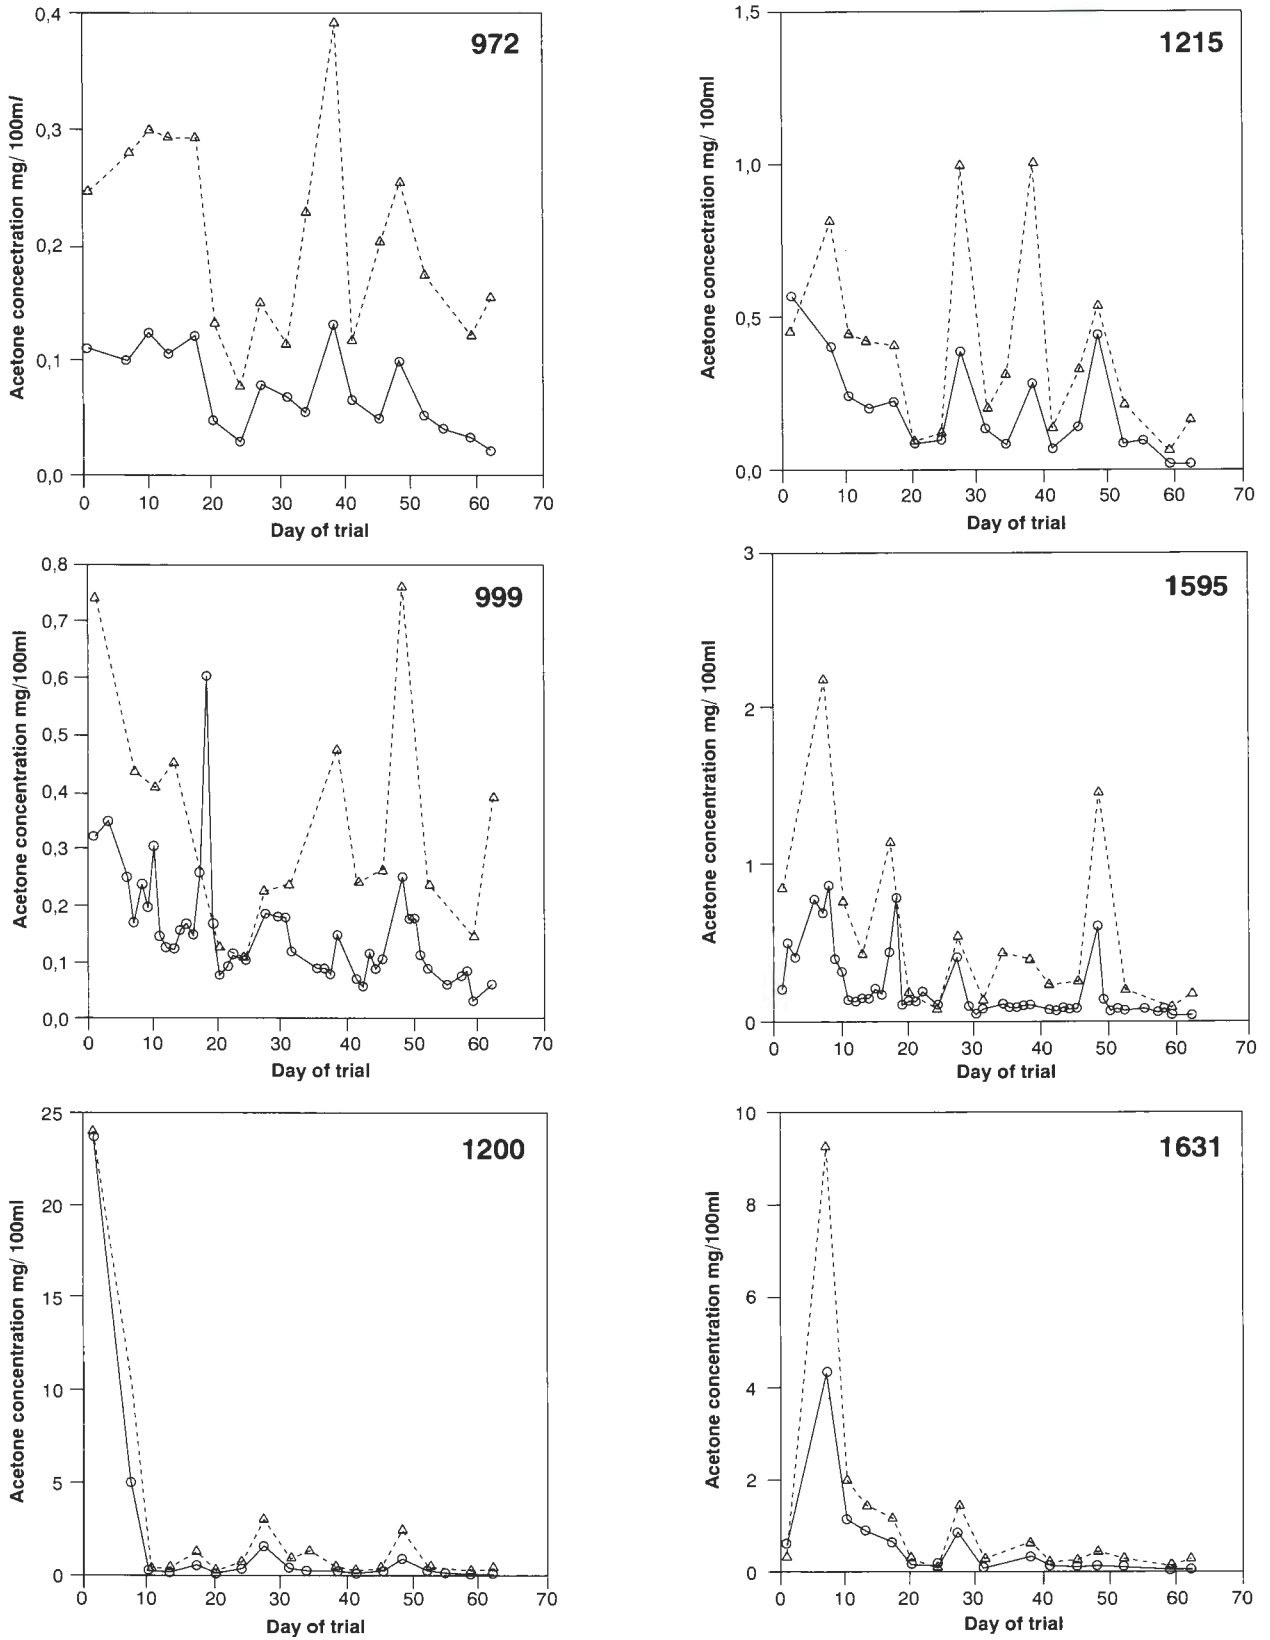 972
Acetone concectration mg/ 100ml
0,4
0,3
0,2
0,1
0,0
0 10 20 30 40 50 60 70
Day of trial
1215
Acetone concectration mg/ 100ml
1,5
1,0
0,5
0,0
0 10 20 30 40 50 60 70
Day of trial
999
Acetone concentration mg/100ml
0,8
0,7
0,6
0,5
0,4
0,3
0,2
0,1
0,0
0 10 20 30 40 50 60 70
Day of trial
1595
Acetone concentration mg/ 100ml
3
2
1
0
0 10 20 30 40 50 60 70
Day of trial
1200
Acetone concentration mg/ 100ml
25
20
15
10
5
0
0 10 20 30 40 50 60 70
Day of trial
1631
Acetone concentration mg/100ml
10
8
6
4
2
0
0 10 20 30 40 50 60 70
Day of trial